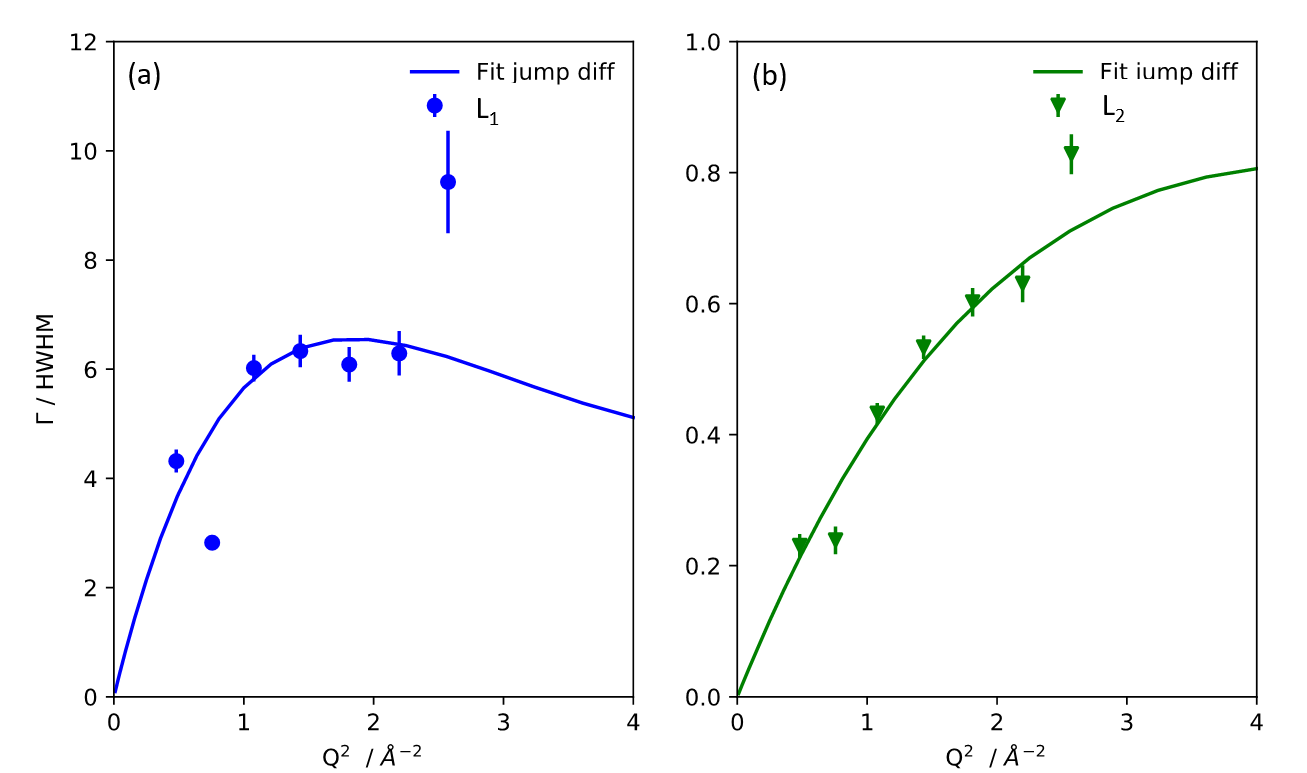 (a)
Fit jump diff
L₁
12
10
8
6
4
2
0
Γ / HWHM
0 1 2 3 4
Q² / Å⁻²
(b)
Fit jump diff
L₂
1.0
0.8
0.6
0.4
0.2
0.0
0 1 2 3 4
Q² / Å⁻²